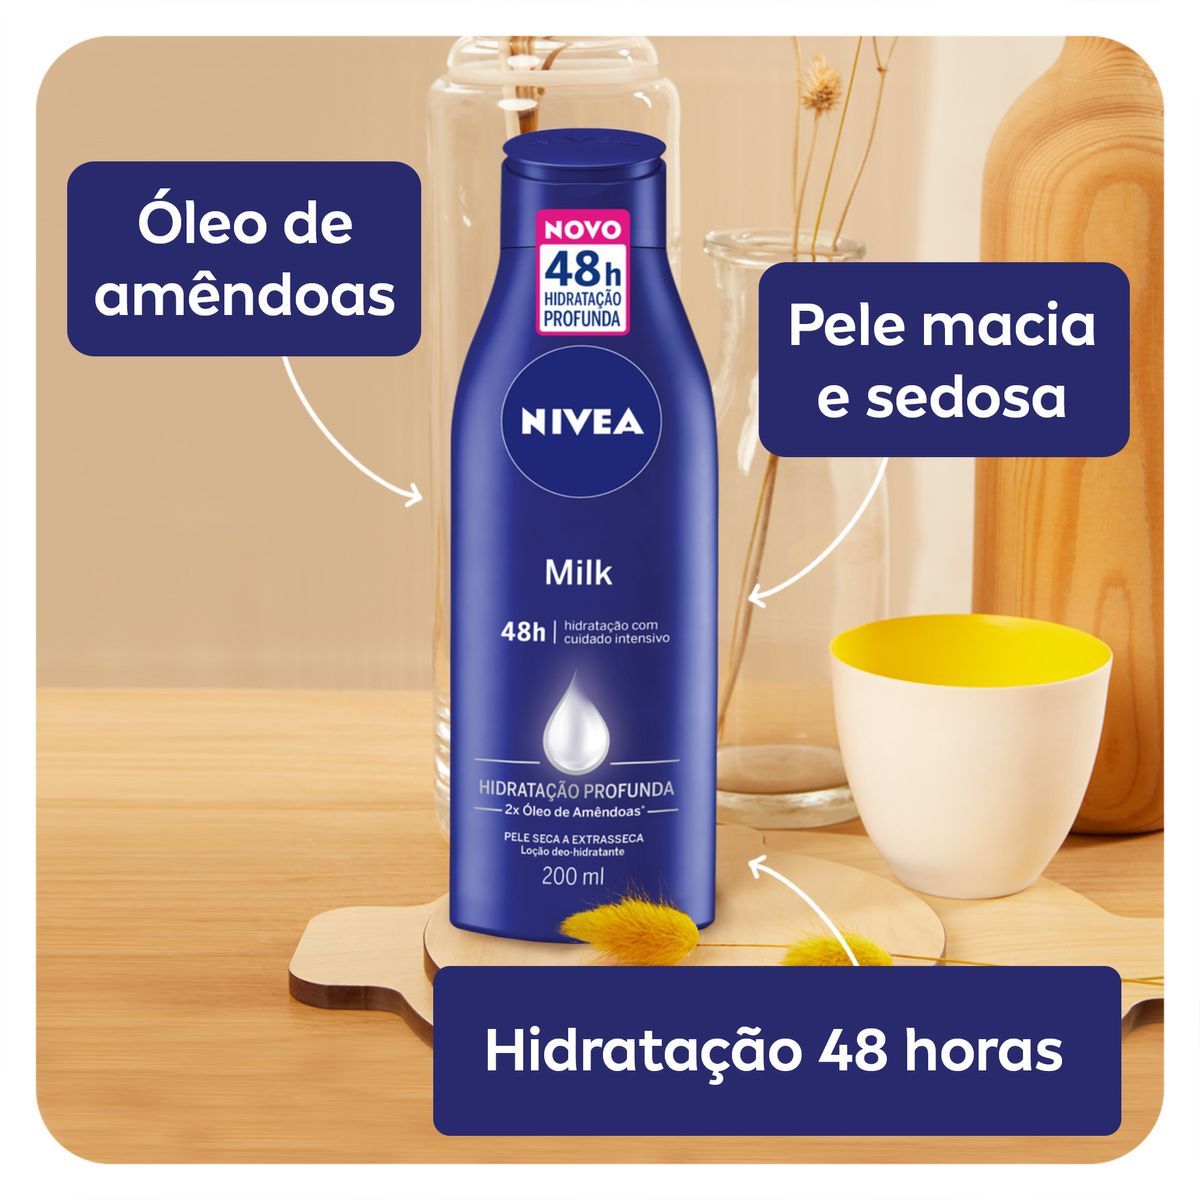 Óleo de
amêndoas
NIVEA
NOVO
48h
HIDRATAÇÃO
PROFUNDA
NIVEA
Pele macia
e sedosa
Milk
48h | hidratação com
cuidado intensivo
HIDRATAÇÃO PROFUNDA
2x Óleo de Amêndoas*
PELE SECA A EXTRASSECA
Loção deo-hidratante
200 ml
Hidratação 48 horas